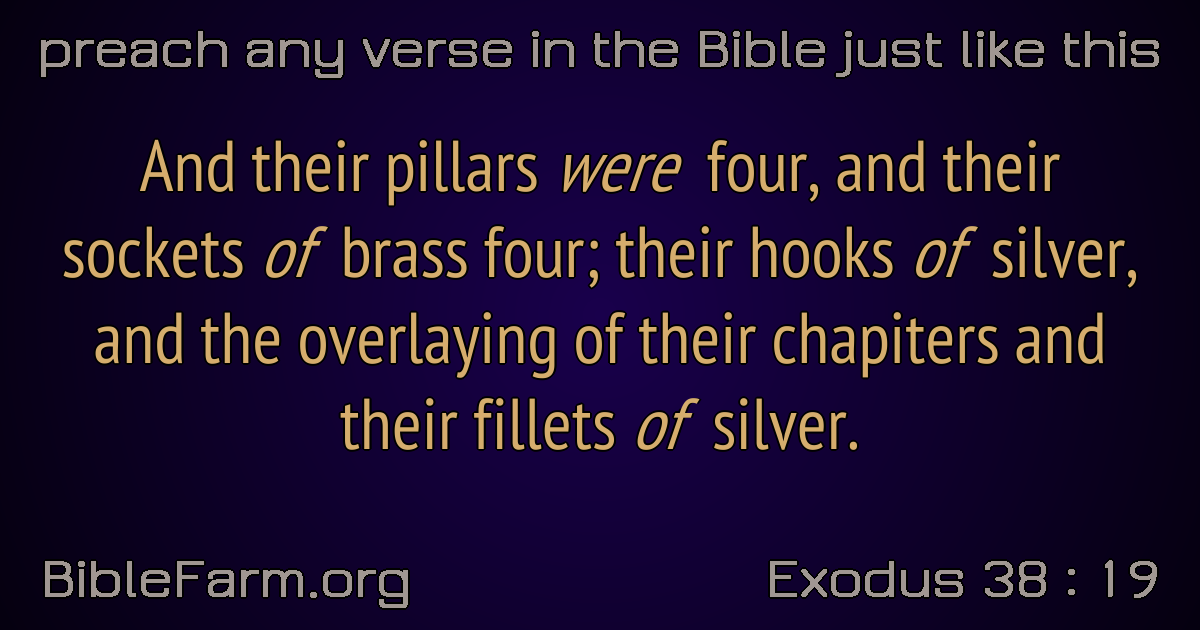 preach any verse in the Bible just like this
And their pillars were four, and their
sockets of brass four; their hooks of silver,
and the overlaying of their chapiters and
their fillets of silver.
BibleFarm.org
Exodus 38 : 19